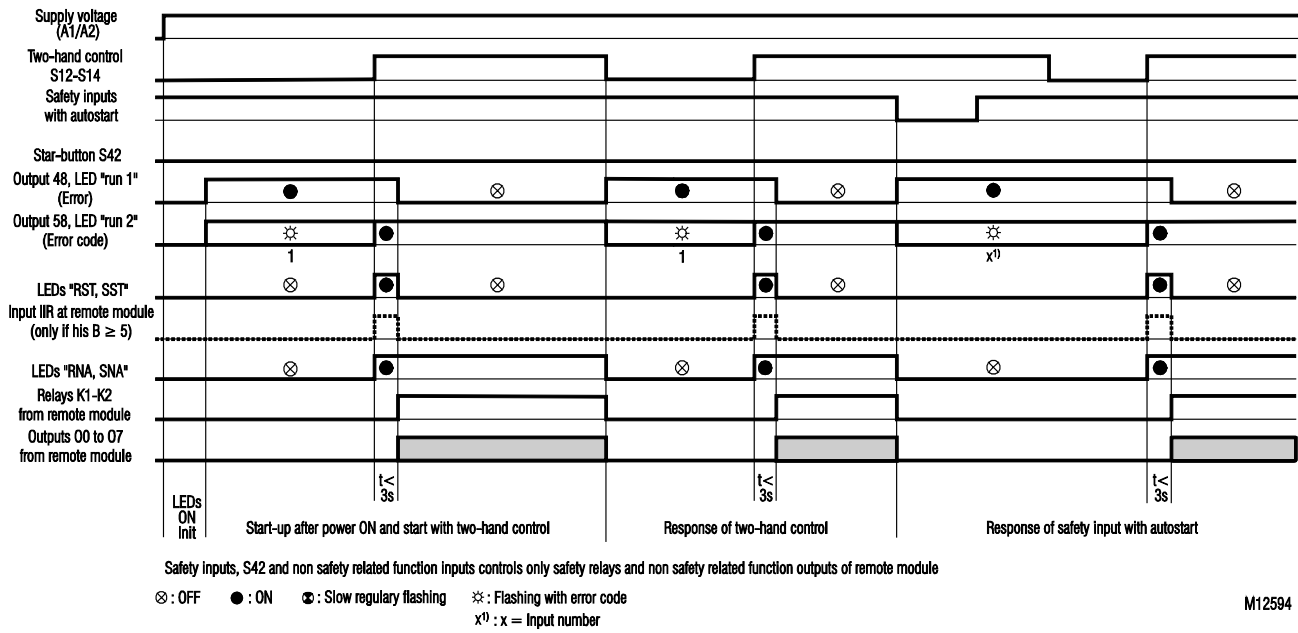 Supply voltage
(A1/A2)
Two-hand control
S12-S14
Safety inputs
with autostart
Star-button S42
Output 48, LED "run 1"
(Error)
Output 58, LED "run 2"
(Error code)
1
1
x¹⁾
LEDs "RST, SST"
Input IIR at remote module
(only if his B ≥ 5)
LEDs "RNA, SNA"
Relays K1-K2
from remote module
Outputs O0 to O7
from remote module
t<
3s
t<
3s
t<
3s
LEDs
ON
Init
Start-up after power ON and start with two-hand control
Response of two-hand control
Response of safety input with autostart
Safety inputs, S42 and non safety related function inputs controls only safety relays and non safety related function outputs of remote module
: OFF
: ON
: Slow regulary flashing
: Flashing with error code
x¹⁾ : x = Input number
M12594